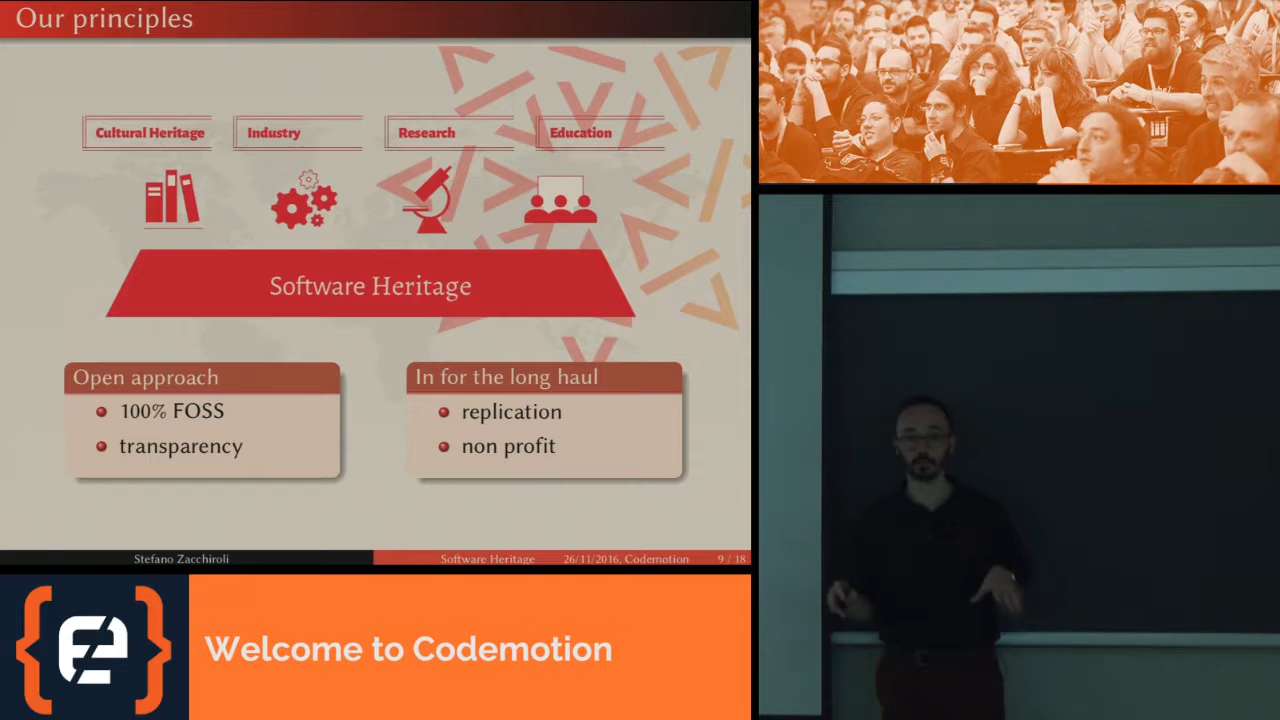 Our principles
Cultural Heritage
Industry
Research
Education
Software Heritage
Open approach
100% FOSS
transparency
In for the long haul
replication
non profit
Stefano Zacchiroli
Software Heritage 26/11/2016, Codemotion 9 / 18
Welcome to Codemotion